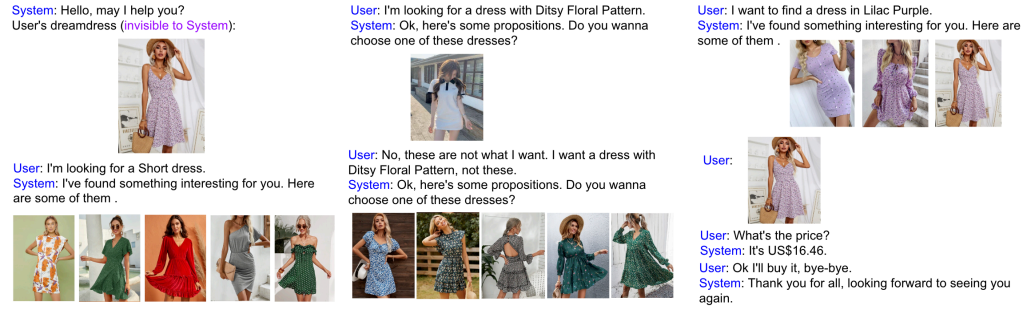 System: Hello, may I help you?
User's dreamdress (invisible to System):
User: I'm looking for a Short dress.
System: I've found something interesting for you. Here
are some of them .
User: I'm looking for a dress with Ditsy Floral Pattern.
System: Ok, here's some propositions. Do you wanna
choose one of these dresses?
User: No, these are not what I want. I want a dress with
Ditsy Floral Pattern, not these.
System: Ok, here's some propositions. Do you wanna
choose one of these dresses?
User: I want to find a dress in Lilac Purple.
System: I've found something interesting for you. Here are
some of them .
User:
User: What's the price?
System: It's US$16.46.
User: Ok I'll buy it, bye-bye.
System: Thank you for all, looking forward to seeing you
again.